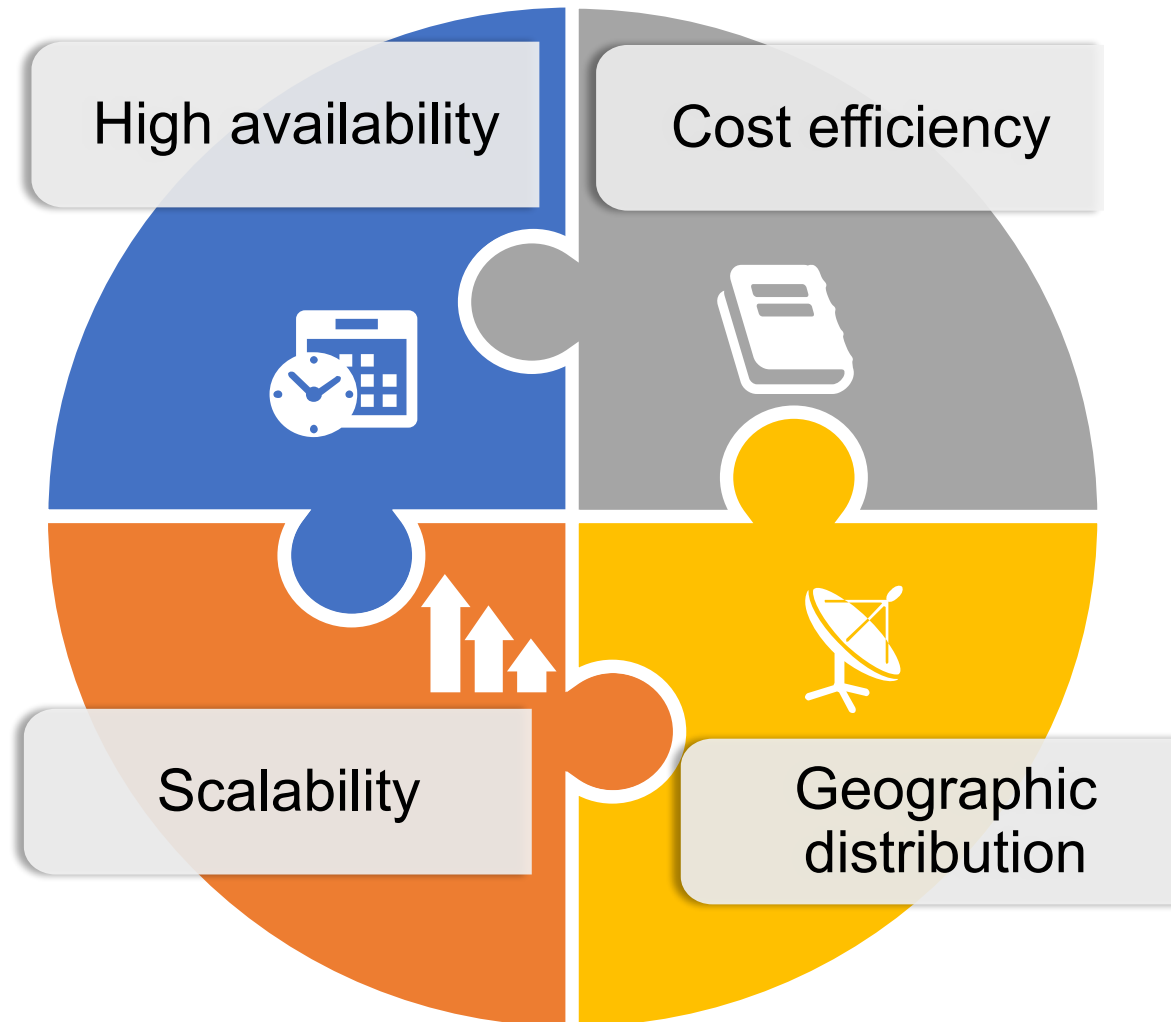 High availability
Cost efficiency
Scalability
Geographic
distribution